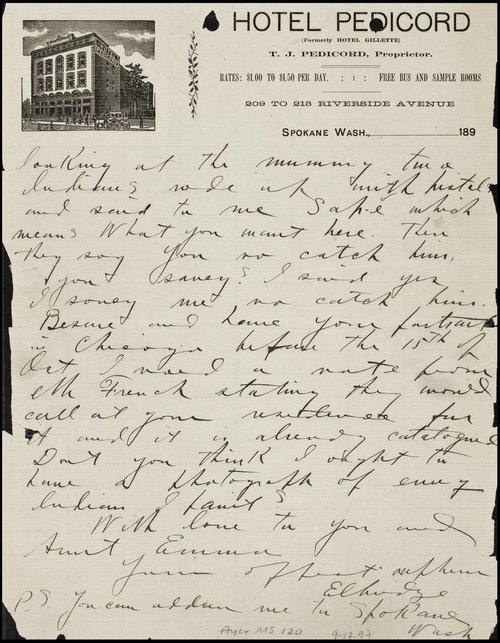 HOTEL PEDICORD
(Formerly HOTEL GILLETTE)
T. J. PEDICORD, Proprietor.
RATES: $1.00 TO $1.50 PER DAY. : : : FREE BUS AND SAMPLE ROOMS
209 TO 213 RIVERSIDE AVENUE
SPOKANE WASH., 189
Looking at the mummy two
Indians rode up with pistols
and said to me Sap-e which
means What you want here. Then
they say you no catch him,
you savey? I said yes
I savey me no catch him.
Besure and have your portrait
in Chicago before the 15th of
Oct I recd a note from
Mr French stating they would
call at your residence for
it and it is already catalogued
Dont you think I ought to
have a photograph of every
Indian I paint?
With love to you and
Aunt Emma
Your affect nephew
Elbridge
P.S. You can address me to Spokane
Wash
Ayer MS 120
9-17-97